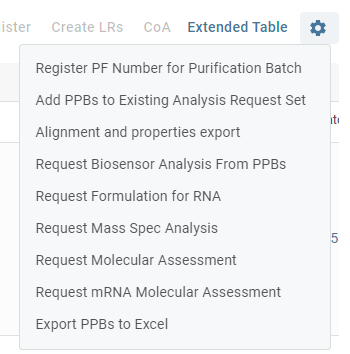 ister Create LRs CoA Extended Table
Register PF Number for Purification Batch
Add PPBs to Existing Analysis Request Set
Alignment and properties export
Request Biosensor Analysis From PPBs
Request Formulation for RNA
Request Mass Spec Analysis
5
Request Molecular Assessment
Request mRNA Molecular Assessment
Export PPBs to Excel